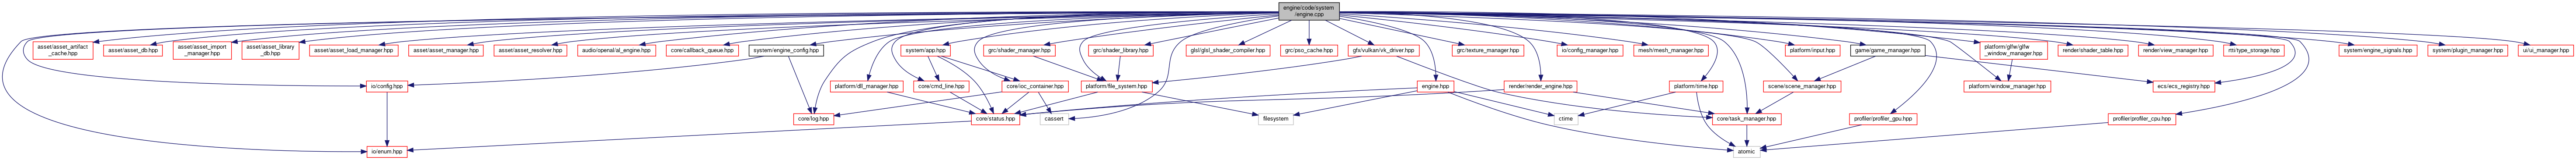 engine/code/system
/engine.cpp
asset/asset_artifact
_cache.hpp
asset/asset_db.hpp
asset/asset_import
_manager.hpp
asset/asset_library
_db.hpp
asset/asset_load_manager.hpp
asset/asset_manager.hpp
asset/asset_resolver.hpp
audio/openal/al_engine.hpp
core/callback_queue.hpp
system/engine_config.hpp
system/app.hpp
grc/shader_manager.hpp
grc/shader_library.hpp
glsl/glsl_shader_compiler.hpp
grc/pso_cache.hpp
gfx/vulkan/vk_driver.hpp
grc/texture_manager.hpp
io/config_manager.hpp
mesh/mesh_manager.hpp
platform/input.hpp
game/game_manager.hpp
platform/glfw/glfw
_window_manager.hpp
render/shader_table.hpp
render/view_manager.hpp
rtti/type_storage.hpp
system/engine_signals.hpp
system/plugin_manager.hpp
ui/ui_manager.hpp
io/config.hpp
platform/dll_manager.hpp
core/cmd_line.hpp
core/ioc_container.hpp
platform/file_system.hpp
engine.hpp
render/render_engine.hpp
platform/time.hpp
scene/scene_manager.hpp
platform/window_manager.hpp
ecs/ecs_registry.hpp
core/log.hpp
core/status.hpp
cassert
filesystem
ctime
core/task_manager.hpp
profiler/profiler_gpu.hpp
profiler/profiler_cpu.hpp
io/enum.hpp
atomic